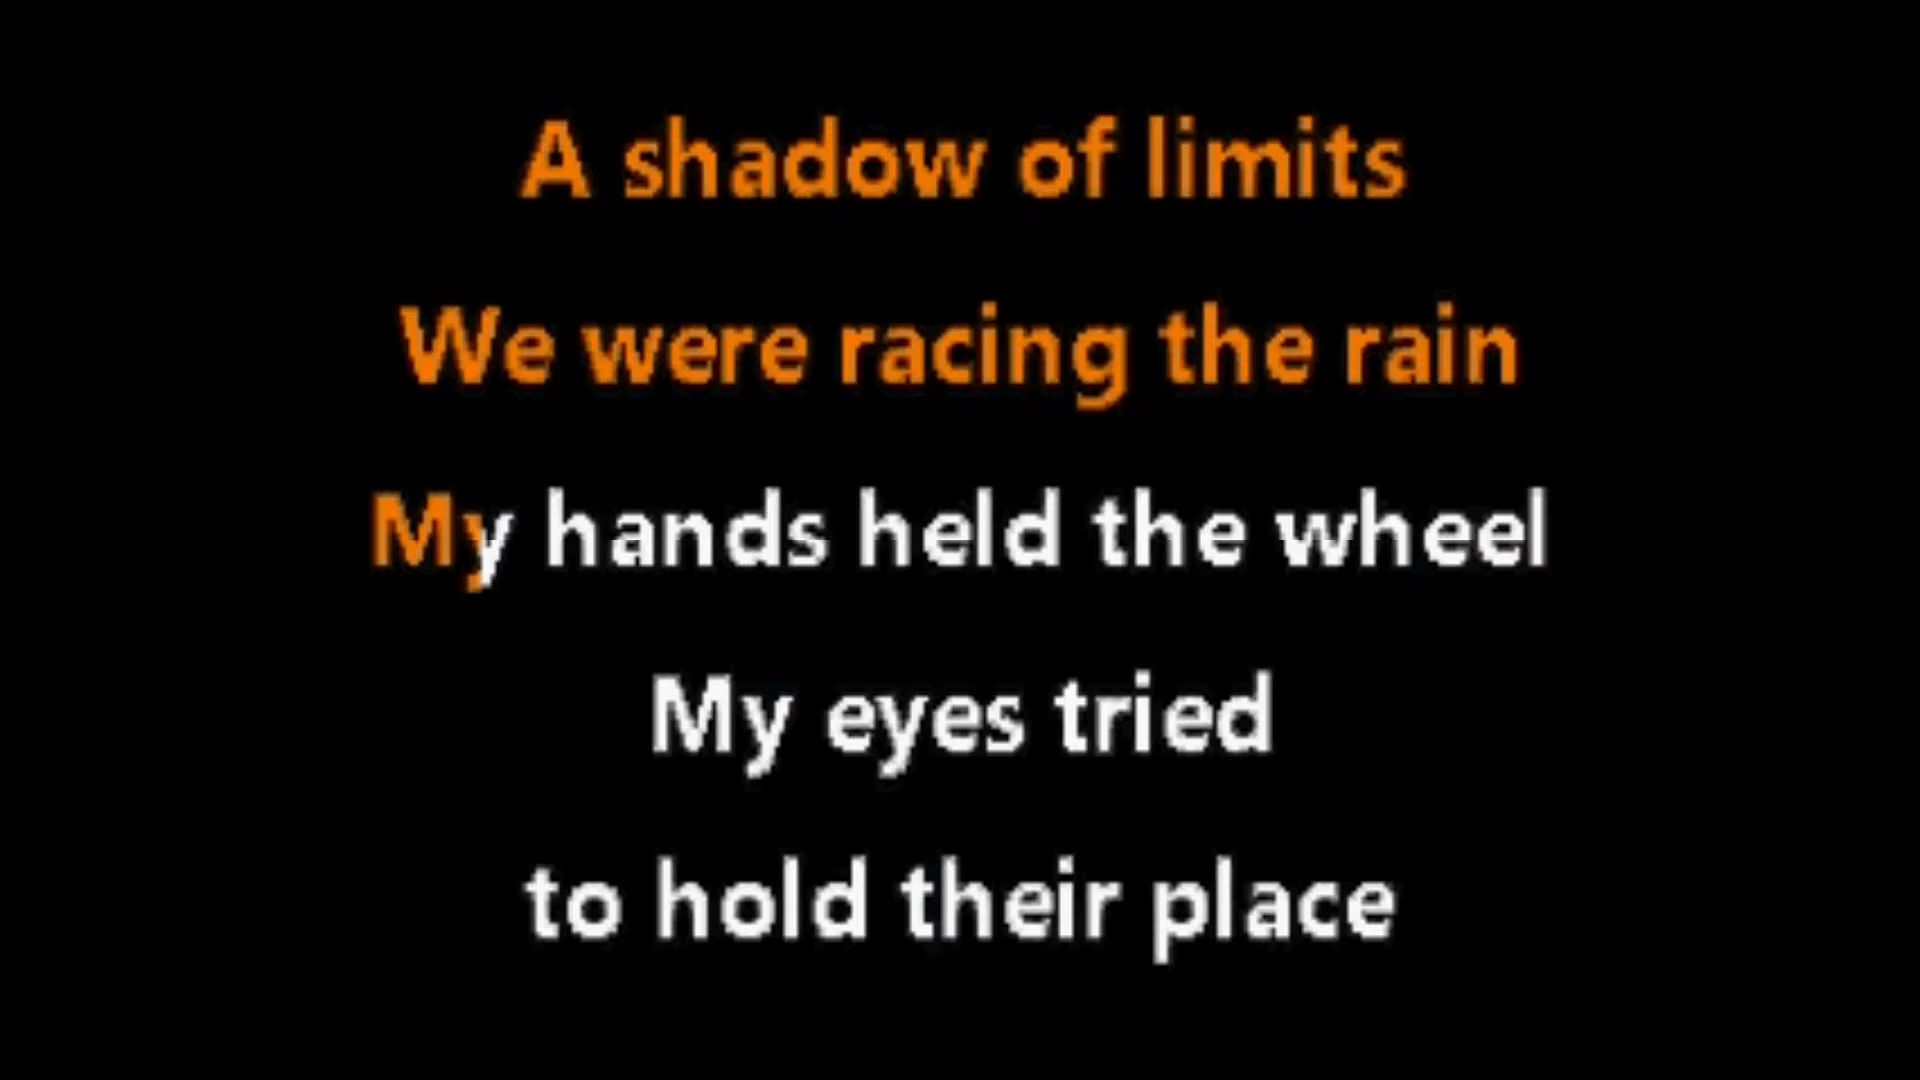 A shadow of limits
We were racing the rain
My hands held the wheel
My eyes tried
to hold their place